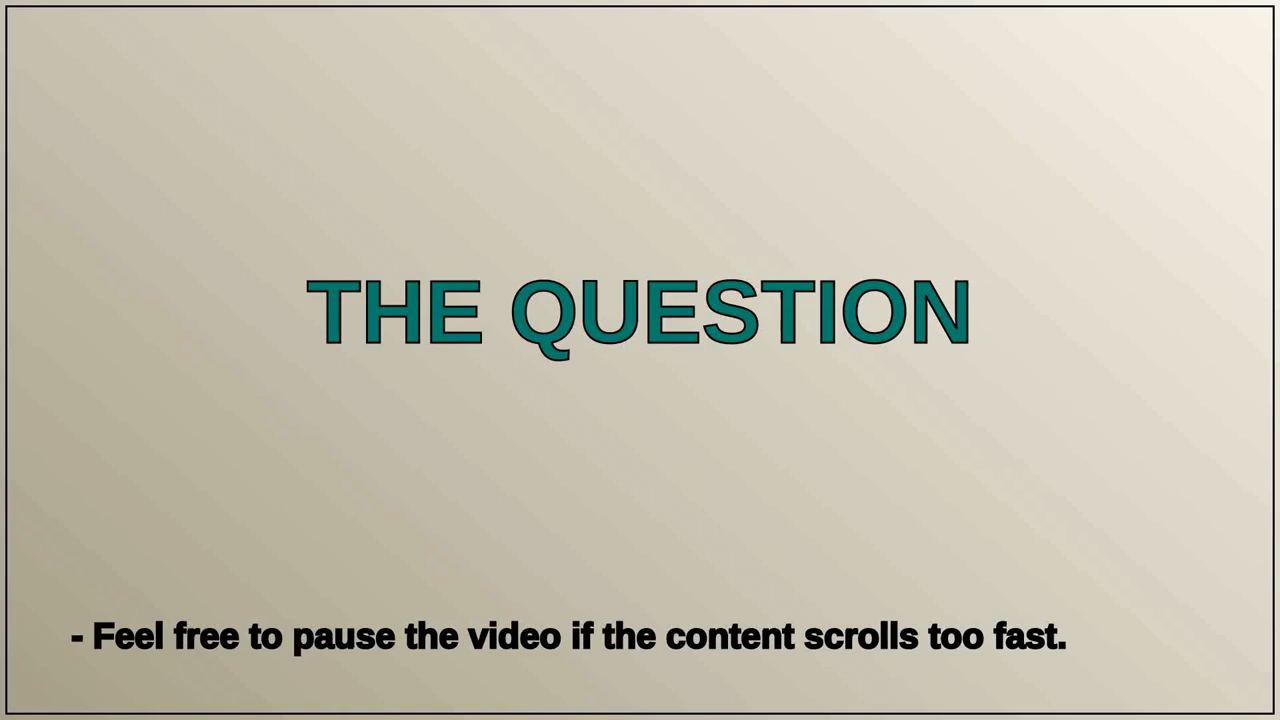 THE QUESTION
- Feel free to pause the video if the content scrolls too fast.